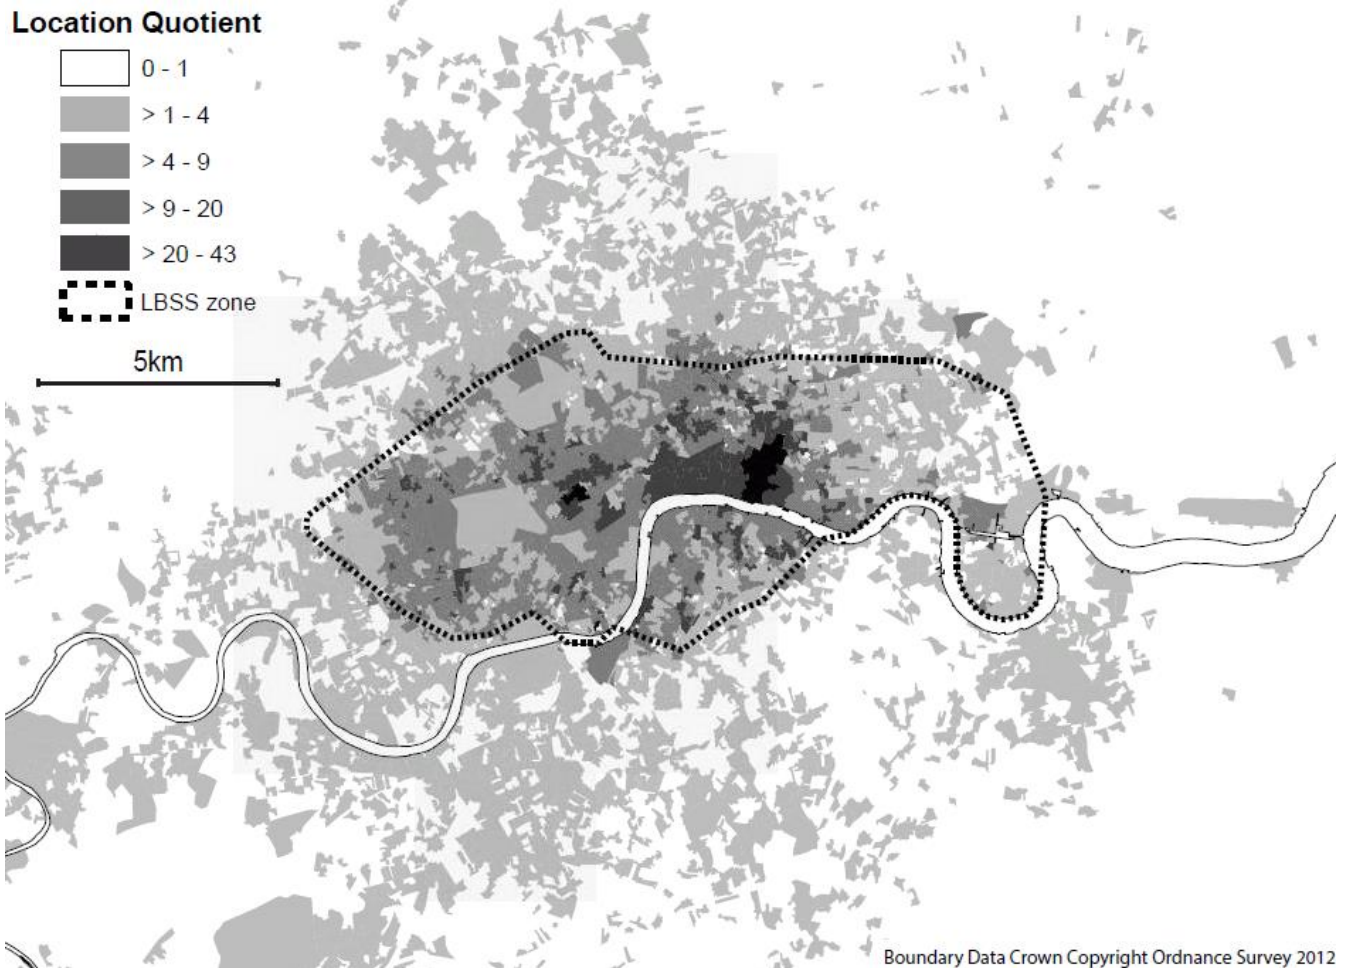 Location Quotient
0 - 1
> 1 - 4
> 4 - 9
> 9 - 20
> 20 - 43
LBSS zone
5km
Boundary Data Crown Copyright Ordnance Survey 2012